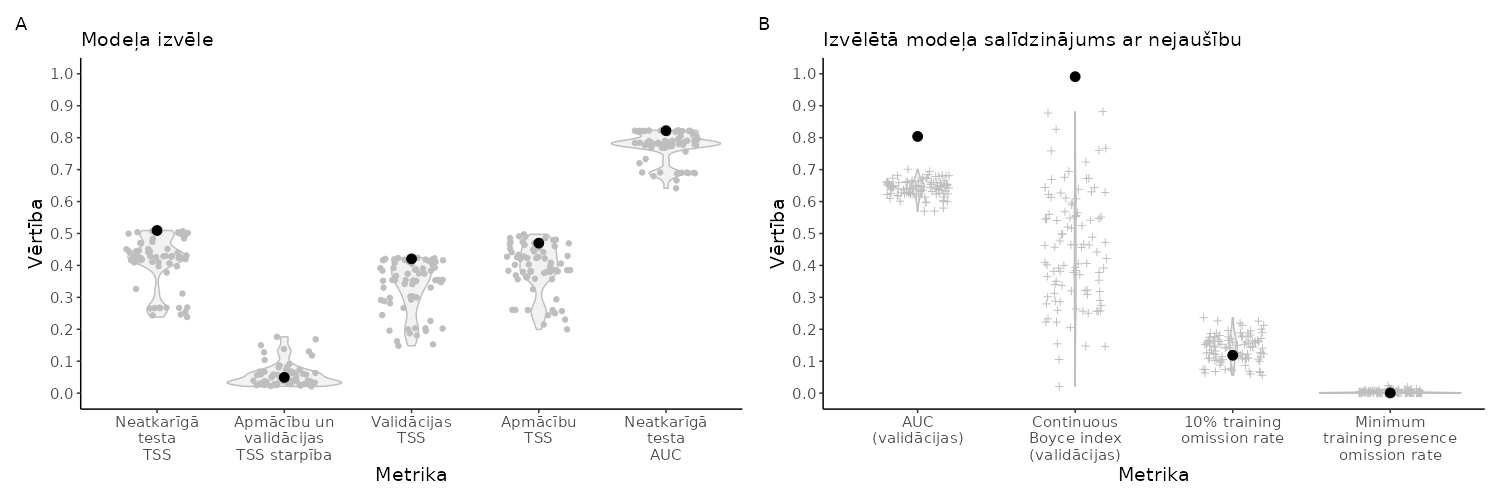 A
Modeļa izvēle
Vērtība
1.0
0.9
0.8
0.7
0.6
0.5
0.4
0.3
0.2
0.1
0.0
Neatkarīgā
testa
TSS
Apmācību un
validācijas
TSS starpība
Validācijas
TSS
Apmācību
TSS
Neatkarīgā
testa
AUC
Metrika
B
Izvēlētā modeļa salīdzinājums ar nejaušību
Vērtība
1.0
0.9
0.8
0.7
0.6
0.5
0.4
0.3
0.2
0.1
0.0
AUC
(validācijas)
Continuous
Boyce index
(validācijas)
10% training
omission rate
Minimum
training presence
omission rate
Metrika